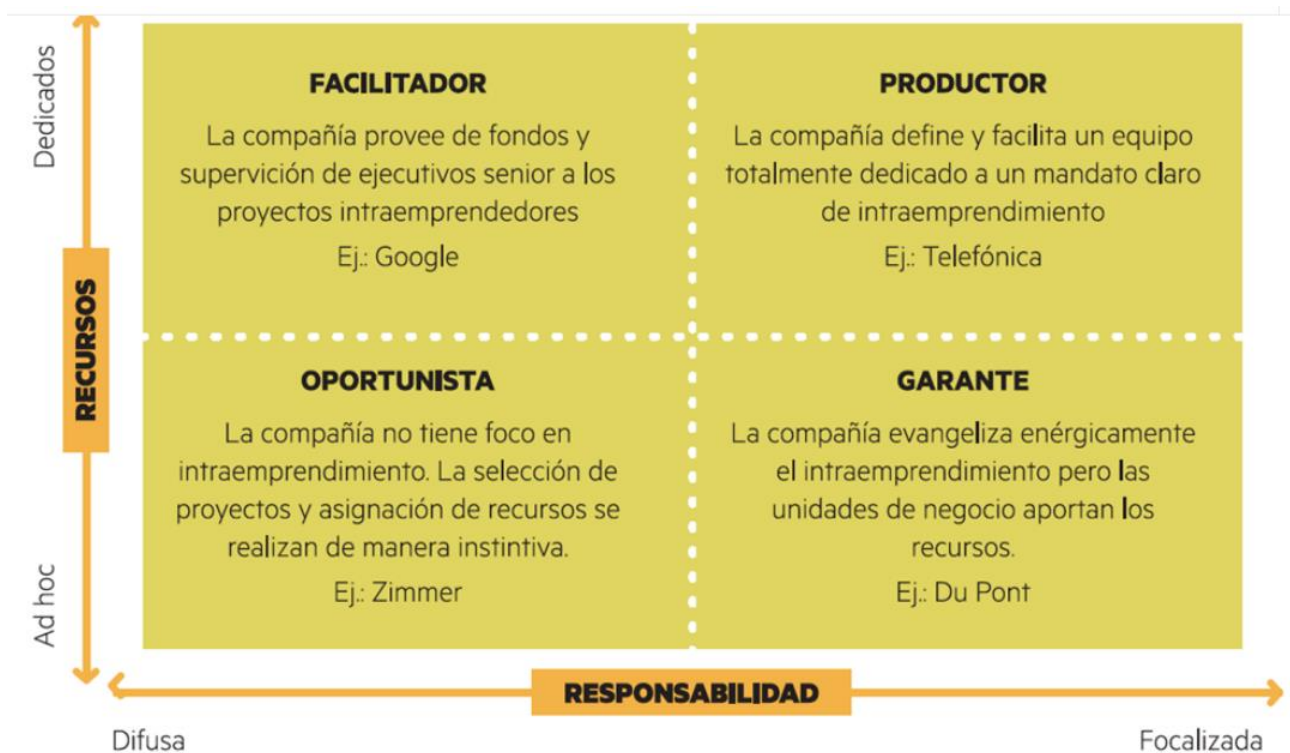 Dedicados
RECURSOS
Ad hoc
FACILITADOR
La compañía provee de fondos y
supervición de ejecutivos senior a los
proyectos intraemprendedores
Ej.: Google
PRODUCTOR
La compañía define y facilita un equipo
totalmente dedicado a un mandato claro
de intraemprendimiento
Ej.: Telefónica
OPORTUNISTA
La compañía no tiene foco en
intraemprendimiento. La selección de
proyectos y asignación de recursos se
realizan de manera instintiva.
Ej.: Zimmer
GARANTE
La compañía evangeliza enérgicamente
el intraemprendimiento pero las
unidades de negocio aportan los
recursos.
Ej.: Du Pont
RESPONSABILIDAD
Difusa
Focalizada